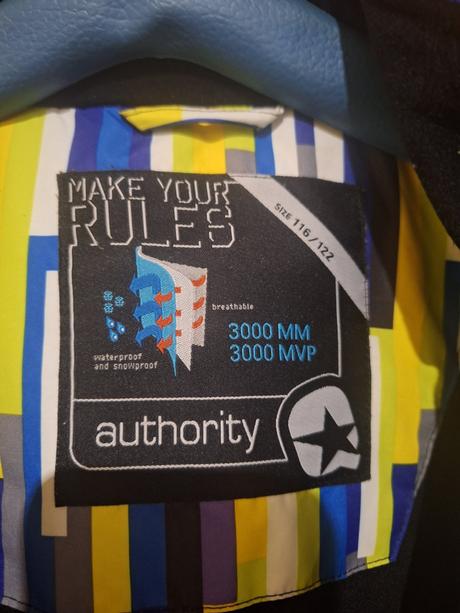 MAKE YOUR
RULES
SIZE 116/122
breathable
3000 MM
3000 MVP
waterproof
and snowproof
authority